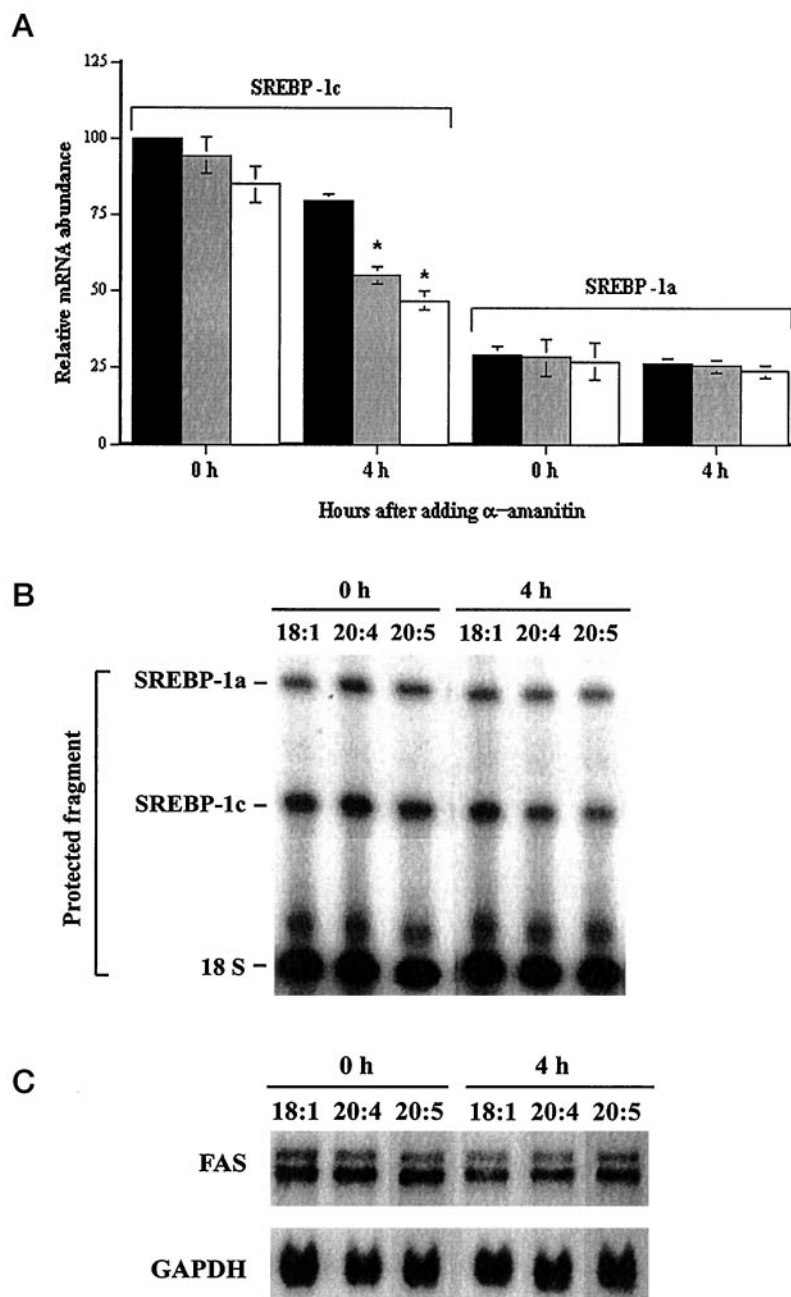 A
125
100
75
50
25
0
Relative mRNA abundance
SREBP-1c
* *
SREBP-1a
0 h 4 h 0 h 4 h
Hours after adding α-amanitin
B
0 h 4 h
18:1 20:4 20:5 18:1 20:4 20:5
Protected fragment
SREBP-1a –
SREBP-1c –
18 S –
C
0 h 4 h
18:1 20:4 20:5 18:1 20:4 20:5
FAS
GAPDH